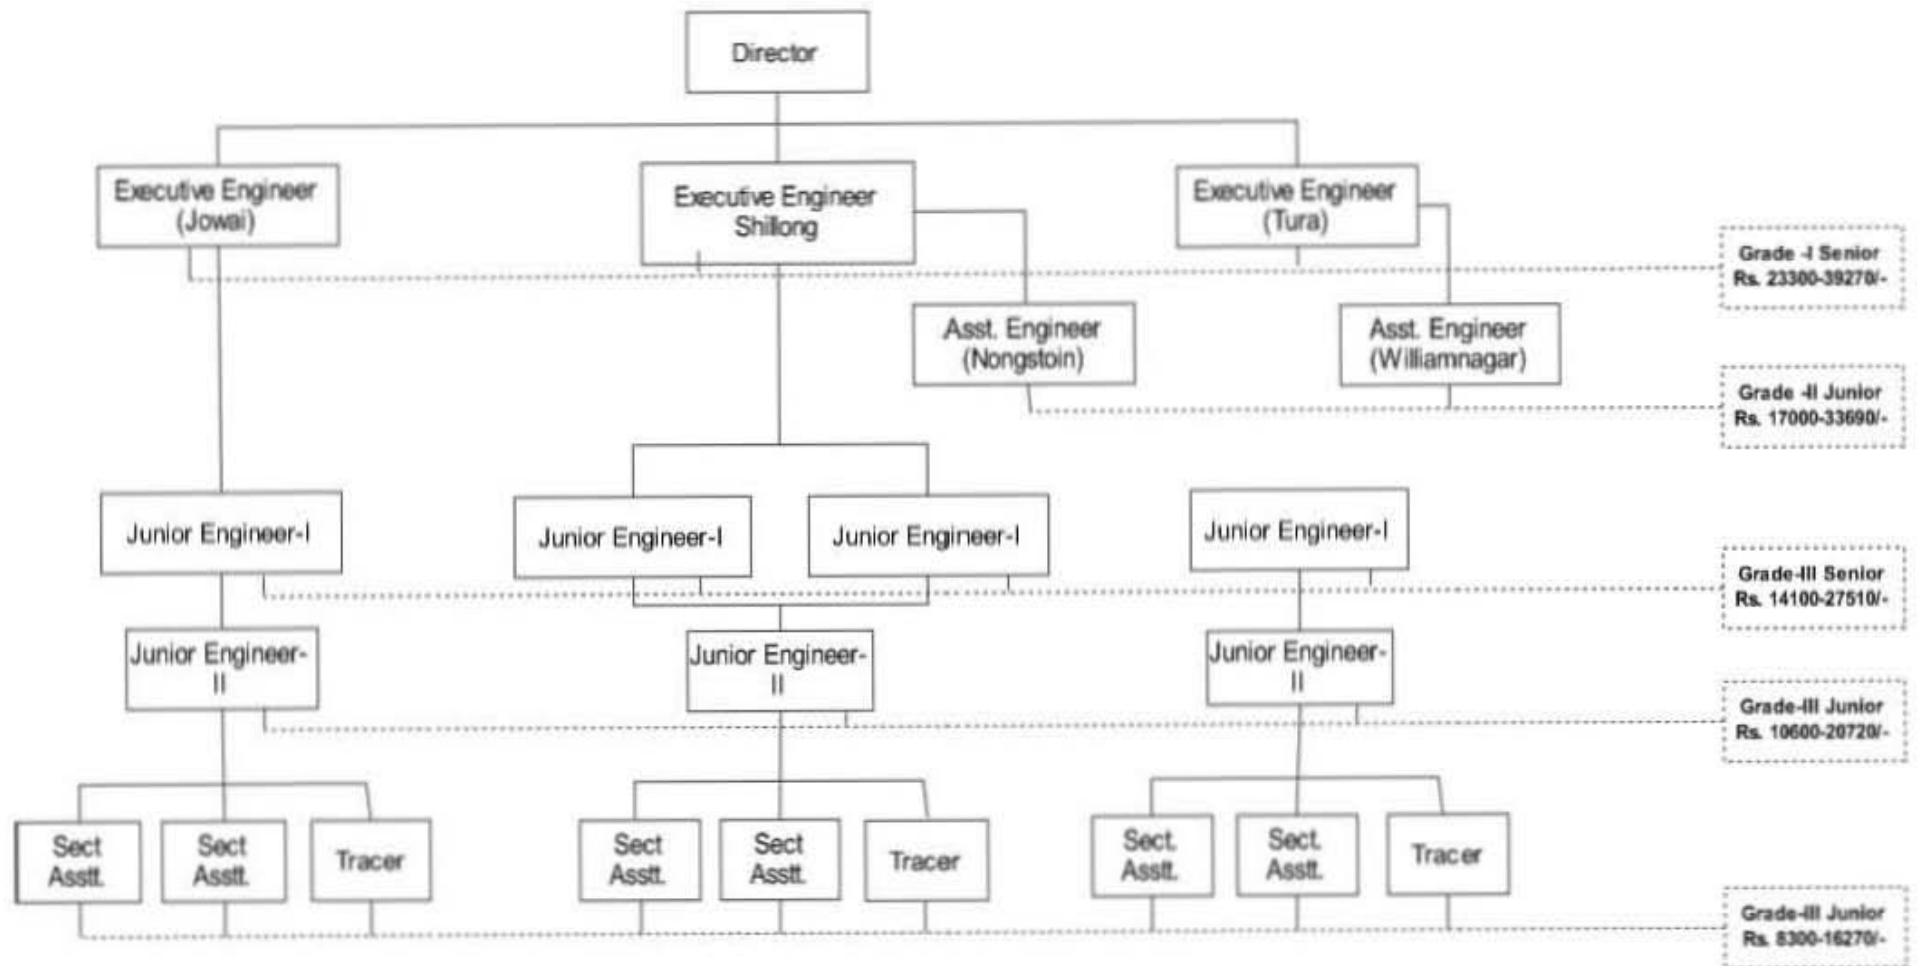 Director
Executive Engineer
(Jowai)
Executive Engineer
Shillong
Executive Engineer
(Tura)
Grade -I Senior
Rs. 23300-39270/-
Asst. Engineer
(Nongstoin)
Asst. Engineer
(Williamnagar)
Grade -II Junior
Rs. 17000-33690/-
Junior Engineer-I
Junior Engineer-I
Junior Engineer-I
Junior Engineer-I
Grade-III Senior
Rs. 14100-27510/-
Junior Engineer-
II
Junior Engineer-
II
Junior Engineer-
II
Grade-III Junior
Rs. 10600-20720/-
Sect
Asstt.
Sect
Asstt.
Tracer
Sect
Asstt.
Sect
Asstt.
Tracer
Sect.
Asstt.
Sect.
Asstt.
Tracer
Grade-III Junior
Rs. 8300-16270/-